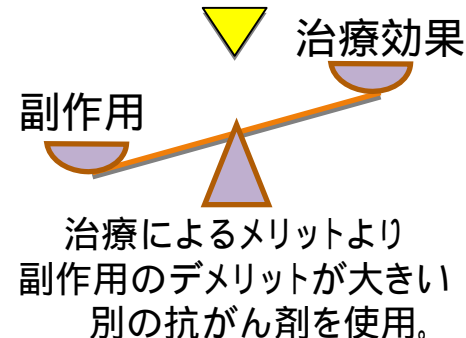 治療効果
副作用
治療によるメリットより
副作用のデメリットが大きい
別の抗がん剤を使用。